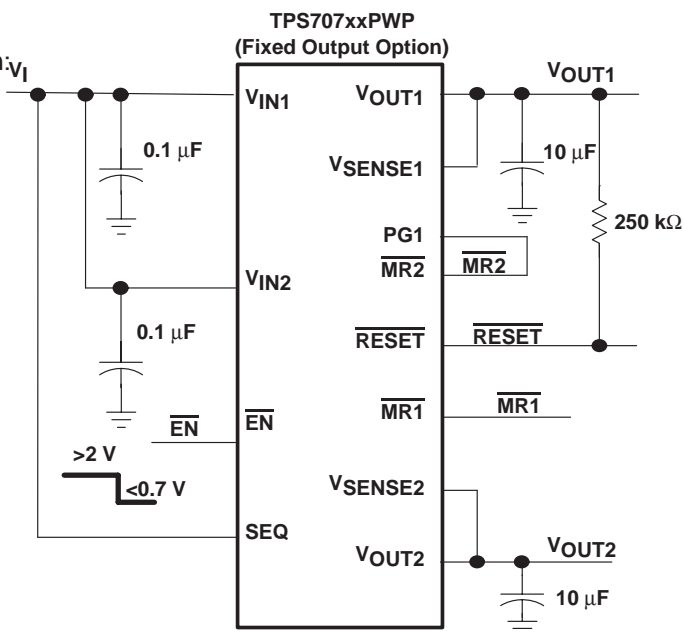 TPS707xxPWP
(Fixed Output Option)
VI
VIN1
VOUT1
VOUT1
0.1 μF
VSENSE1
10 μF
250 kΩ
PG1
MR2
MR2
VIN2
0.1 μF
RESET
RESET
EN
EN
MR1
MR1
>2 V
<0.7 V
VSENSE2
SEQ
VOUT2
VOUT2
10 μF